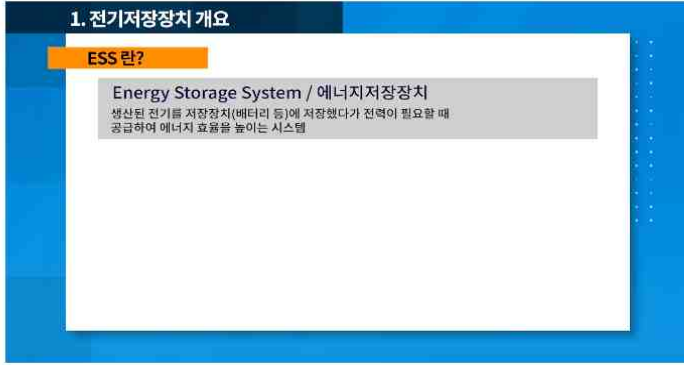 1. 전기저장장치 개요
ESS 란?
Energy Storage System / 에너지저장장치
생산된 전기를 저장장치(배터리 등)에 저장했다가 전력이 필요할 때
공급하여 에너지 효율을 높이는 시스템